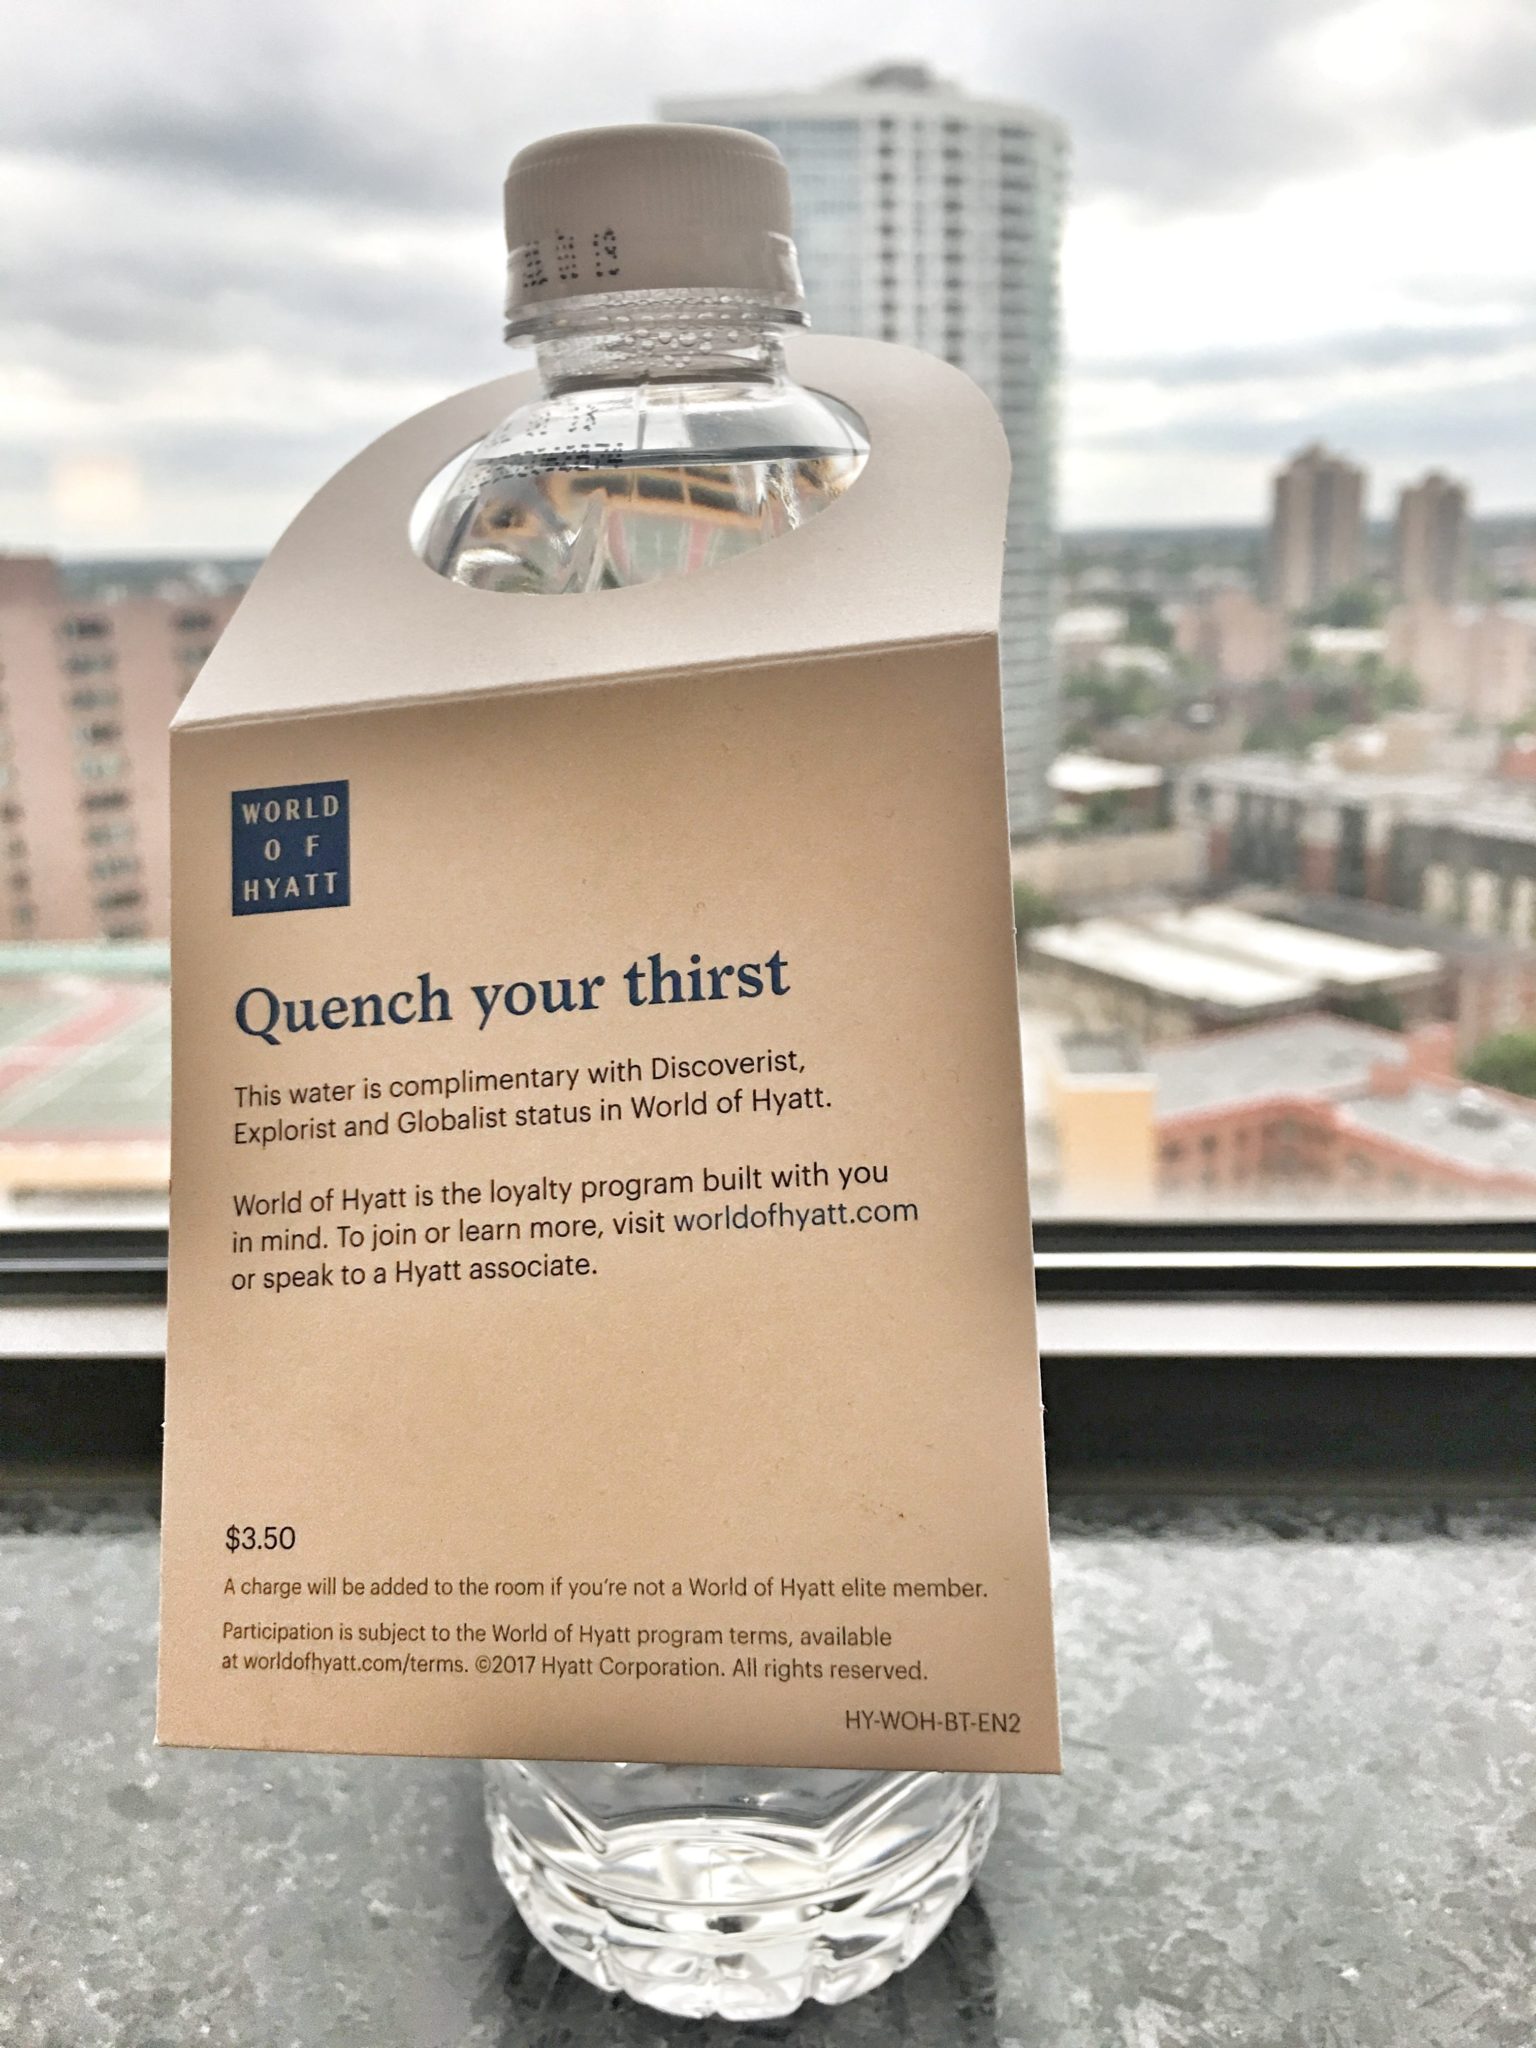 WORLD
OF
HYATT
Quench your thirst
This water is complimentary with Discoverist,
Explorist and Globalist status in World of Hyatt.
World of Hyatt is the loyalty program built with you
in mind. To join or learn more, visit worldofhyatt.com
or speak to a Hyatt associate.
$3.50
A charge will be added to the room if you're not a World of Hyatt elite member.
Participation is subject to the World of Hyatt program terms, available
at worldofhyatt.com/terms. ©2017 Hyatt Corporation. All rights reserved.
HY-WOH-BT-EN2